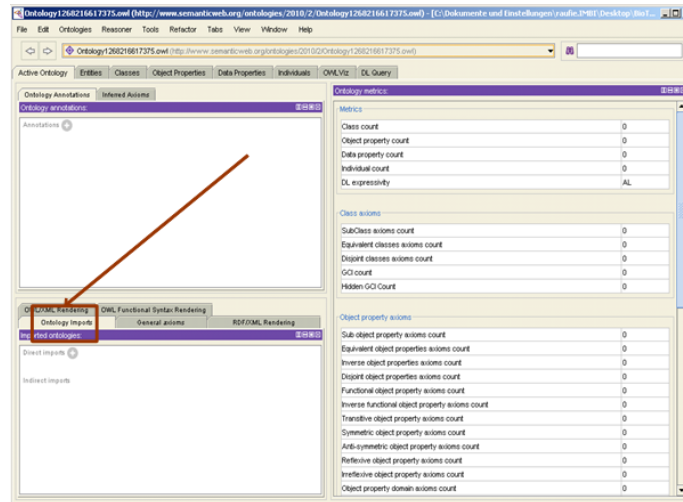 Ontology1268216617375.owl (http://www.semanticweb.org/ontologies/2010/2/Ontology1268216617375.owl) - [C:\Dokumente und Einstellungen\raufie.IMBI\Desktop\BioT...
File Edit Ontologies Reasoner Tools Refactor Tabs View Window Help
Ontology1268216617375.owl (http://www.semanticweb.org/ontologies/2010/2/Ontology1268216617375.owl)
Active Ontology Entities Classes Object Properties Data Properties Individuals OWLViz DL Query
Ontology Annotations Inferred Axioms
Ontology annotations:
Annotations
OWL/XML Rendering OWL Functional Syntax Rendering
Ontology Imports General axioms RDF/XML Rendering
Imported ontologies:
Direct imports
Indirect imports
Ontology metrics:
Metrics
Class count 0
Object property count 0
Data property count 0
Individual count 0
DL expressivity AL
Class axioms
SubClass axioms count 0
Equivalent classes axioms count 0
Disjoint classes axioms count 0
GCI count 0
Hidden GCI Count 0
Object property axioms
Sub object property axioms count 0
Equivalent object properties axioms count 0
Inverse object properties axioms count 0
Disjoint object properties axioms count 0
Functional object property axioms count 0
Inverse functional object property axioms count 0
Transitive object property axioms count 0
Symmetric object property axioms count 0
Anti-symmetric object property axioms count 0
Reflexive object property axioms count 0
Irreflexive object property axioms count 0
Object property domain axioms count 0